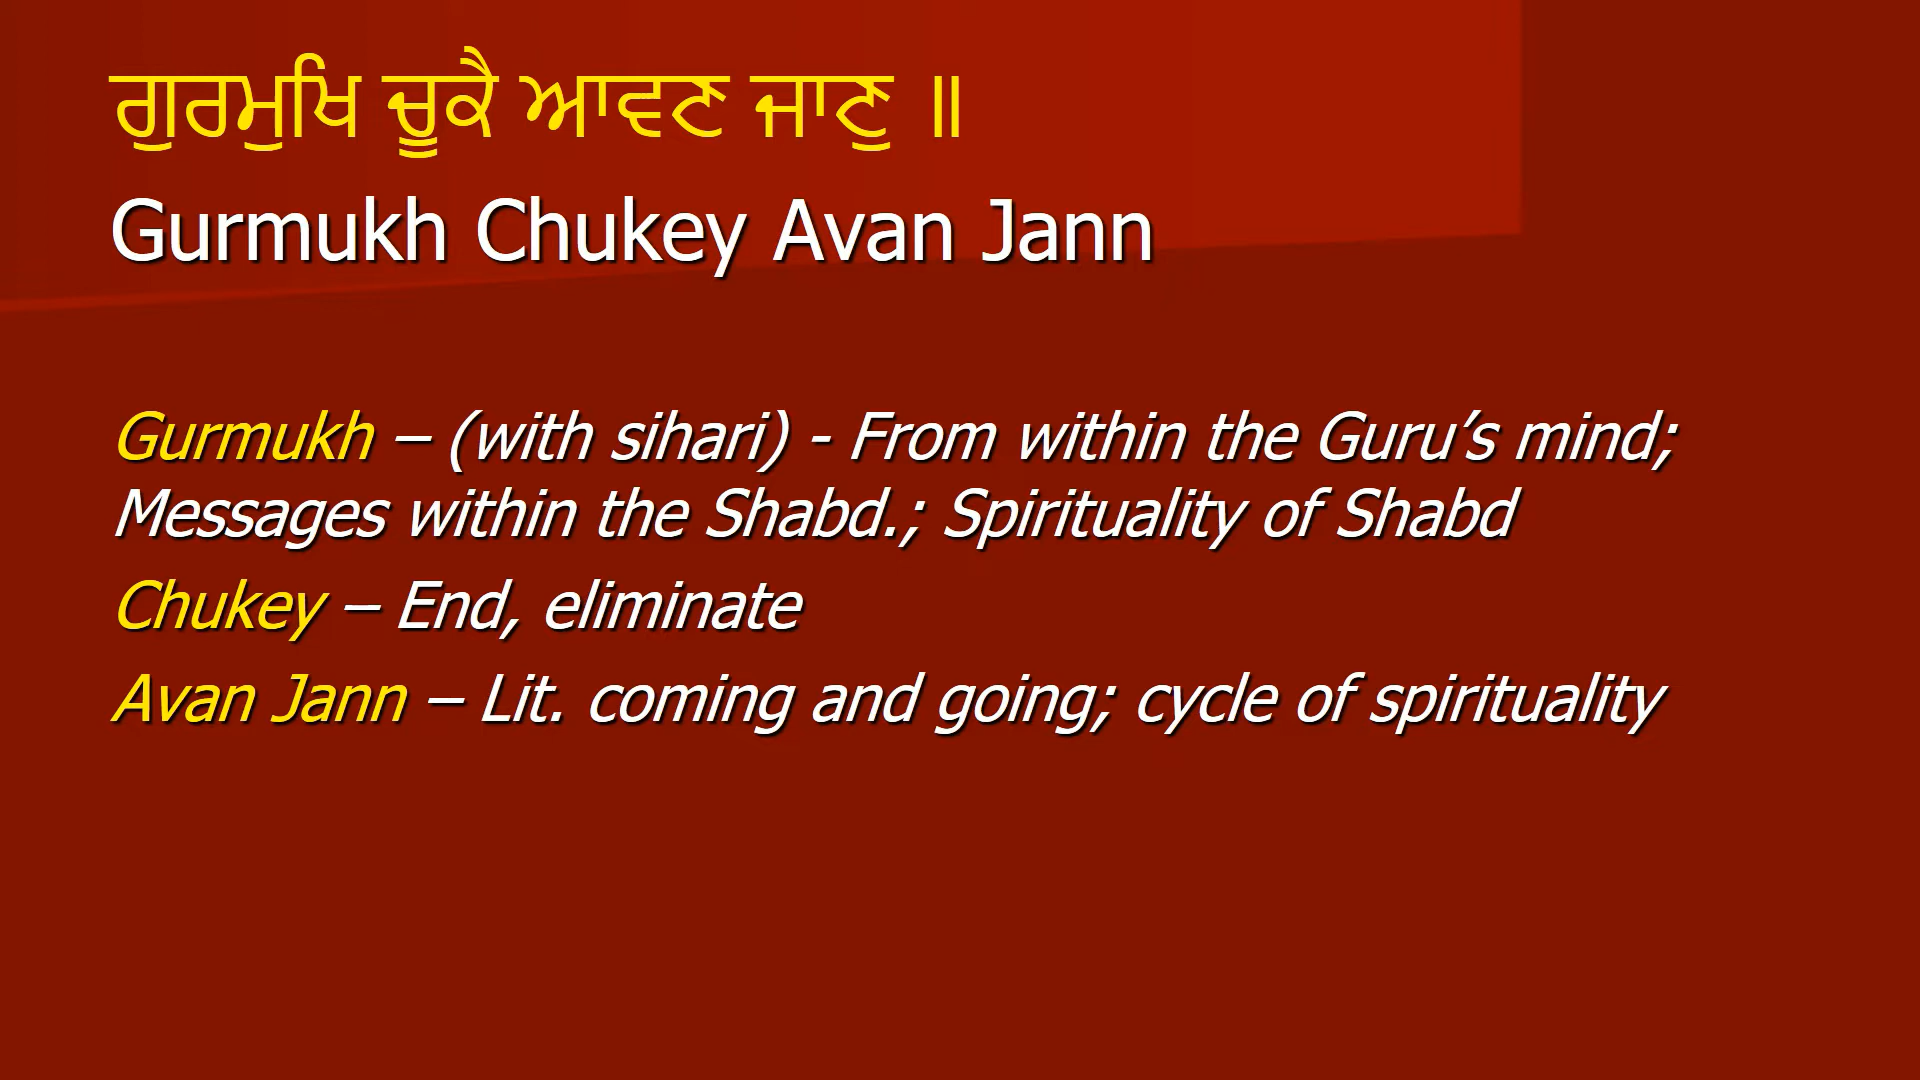 ਗੁਰਮੁਖਿ ਚੂਕੈ ਆਵਣ ਜਾਣੁ ॥
Gurmukh Chukey Avan Jann
Gurmukh – (with sihari) - From within the Guru’s mind;
Messages within the Shabd.; Spirituality of Shabd
Chukey – End, eliminate
Avan Jann – Lit. coming and going; cycle of spirituality